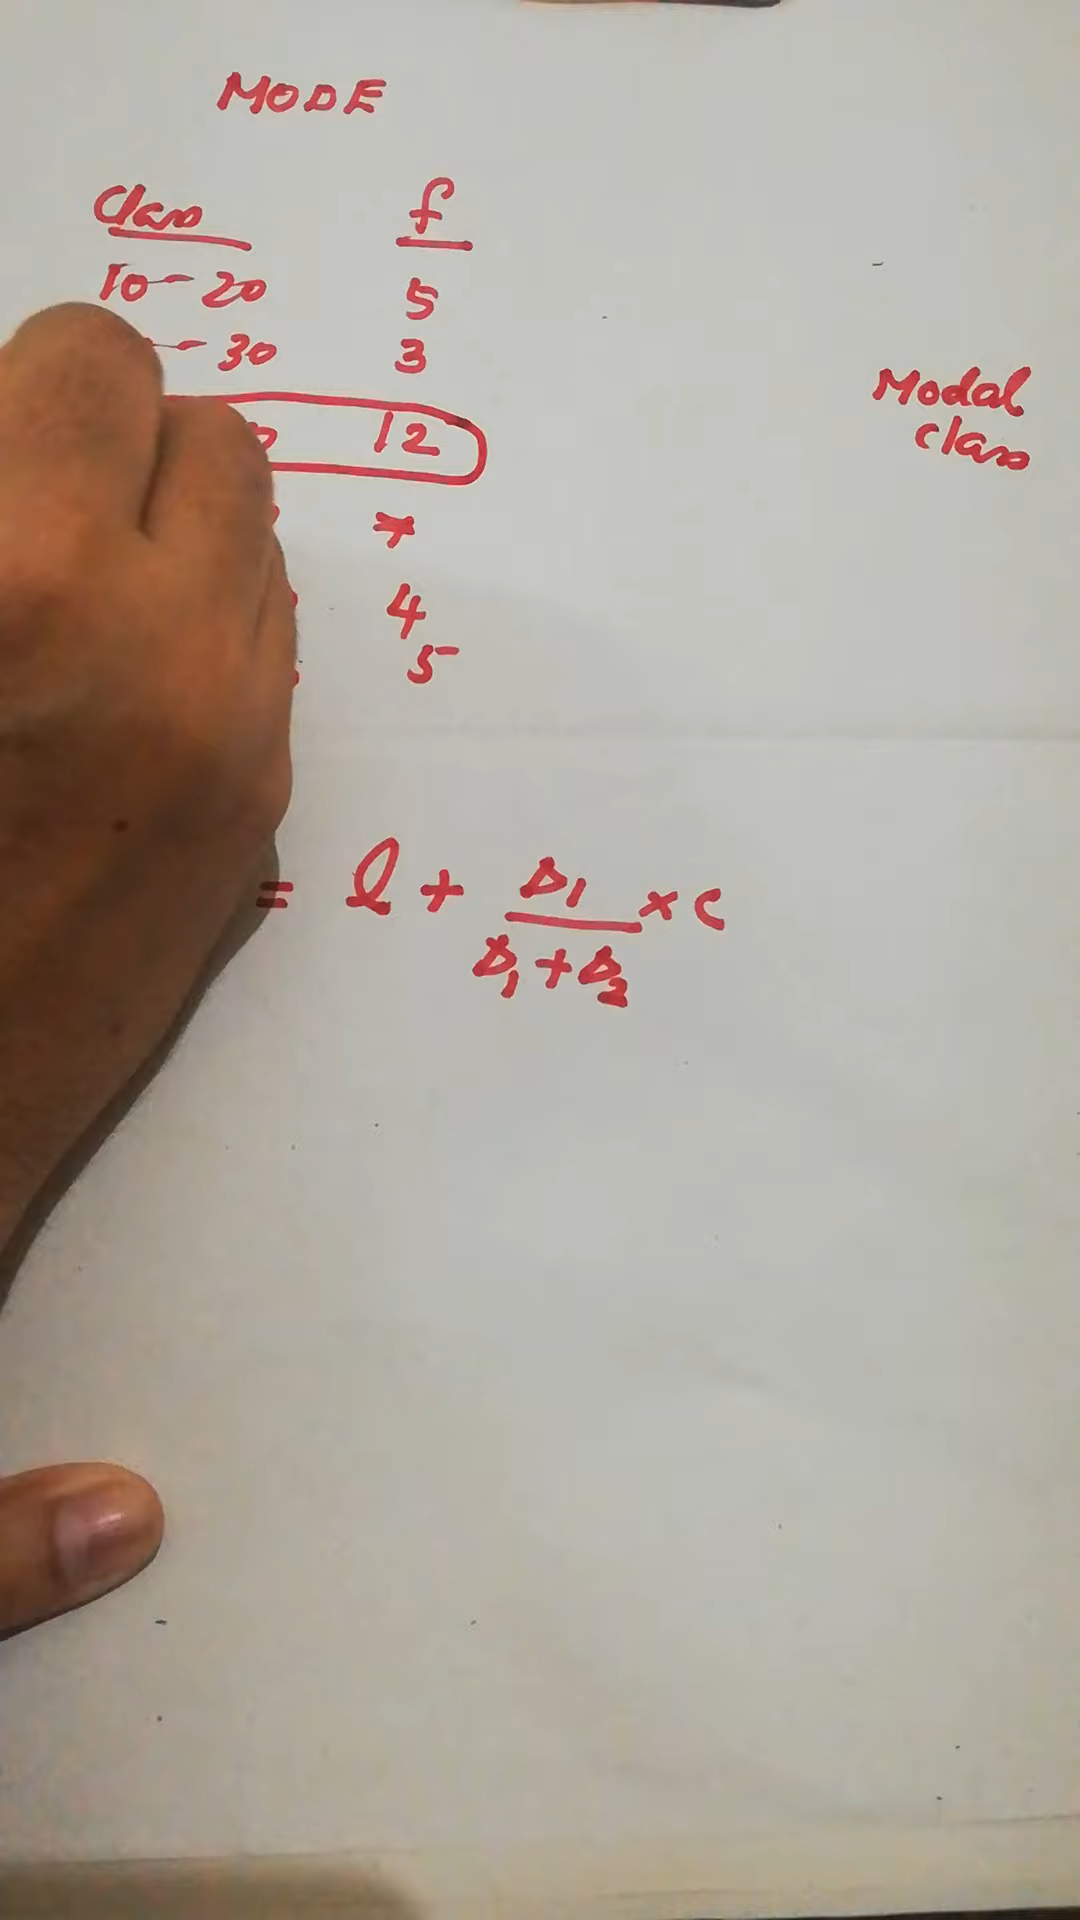 MODE
Class f
10-20 5
-30 3
12
Modal
class
7
4
5
= l + Δ1 × c
Δ1 + Δ2